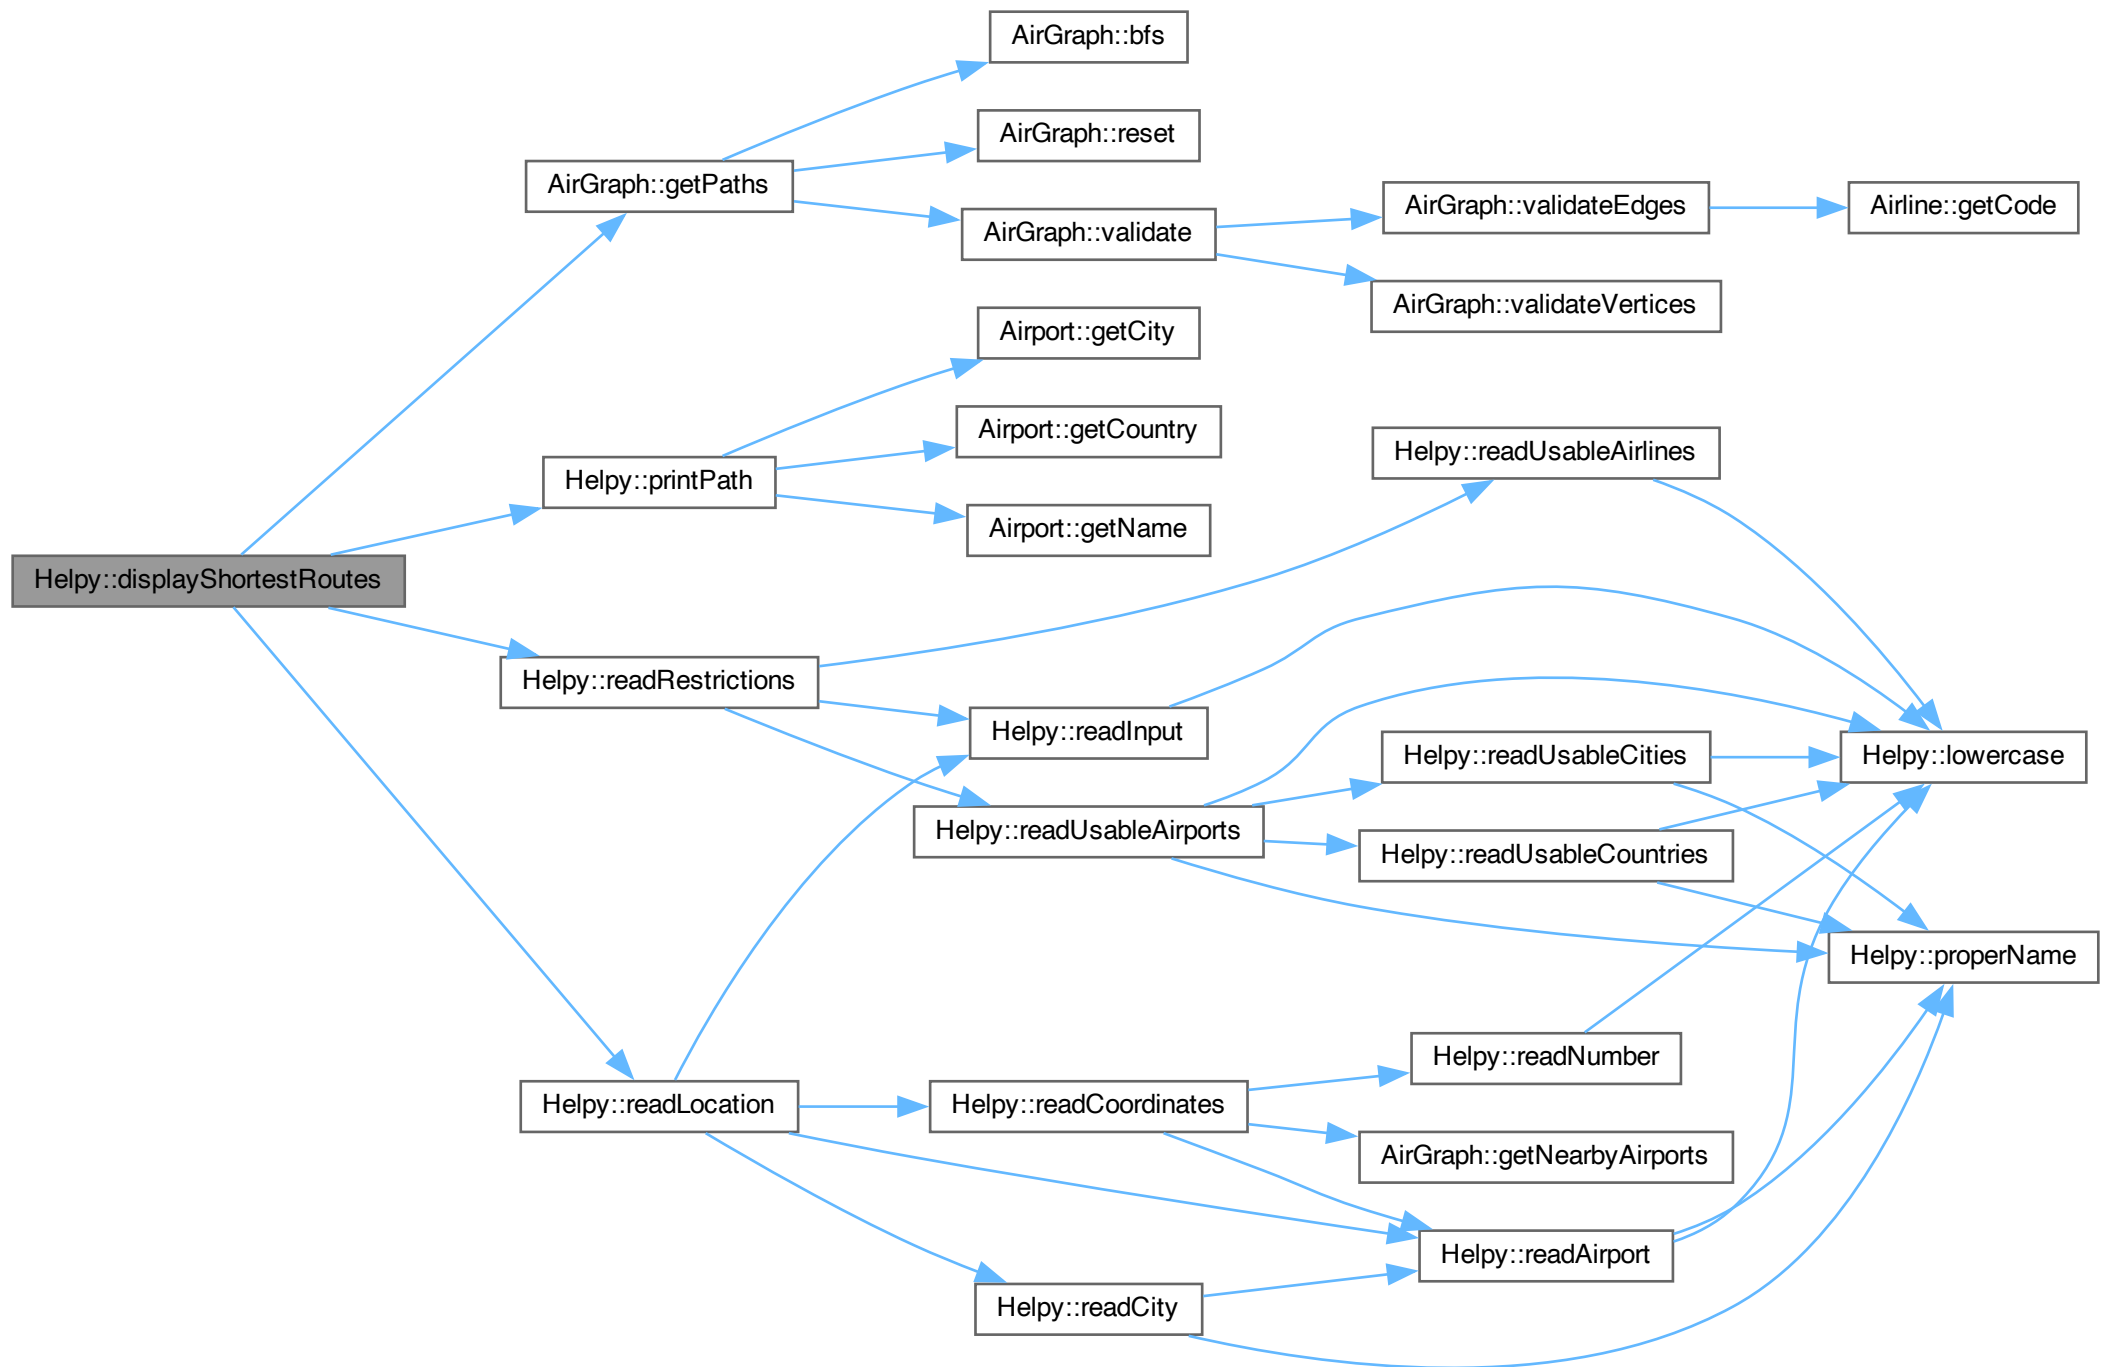 AirGraph::bfs
AirGraph::reset
AirGraph::getPaths
AirGraph::validateEdges
Airline::getCode
AirGraph::validate
AirGraph::validateVertices
Airport::getCity
Airport::getCountry
Helpy::readUsableAirlines
Helpy::printPath
Airport::getName
Helpy::displayShortestRoutes
Helpy::readRestrictions
Helpy::readInput
Helpy::readUsableCities
Helpy::lowercase
Helpy::readUsableAirports
Helpy::readUsableCountries
Helpy::properName
Helpy::readNumber
Helpy::readLocation
Helpy::readCoordinates
AirGraph::getNearbyAirports
Helpy::readAirport
Helpy::readCity